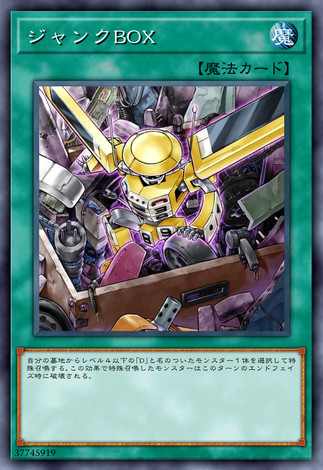 ジャンクBOX
魔
【魔法カード】
自分の墓地からレベル４以下の「D」と名のついたモンスター１体を選択して特
殊召喚する。この効果で特殊召喚したモンスターはこのターンのエンドフェイ
ズ時に破壊される。
37745919